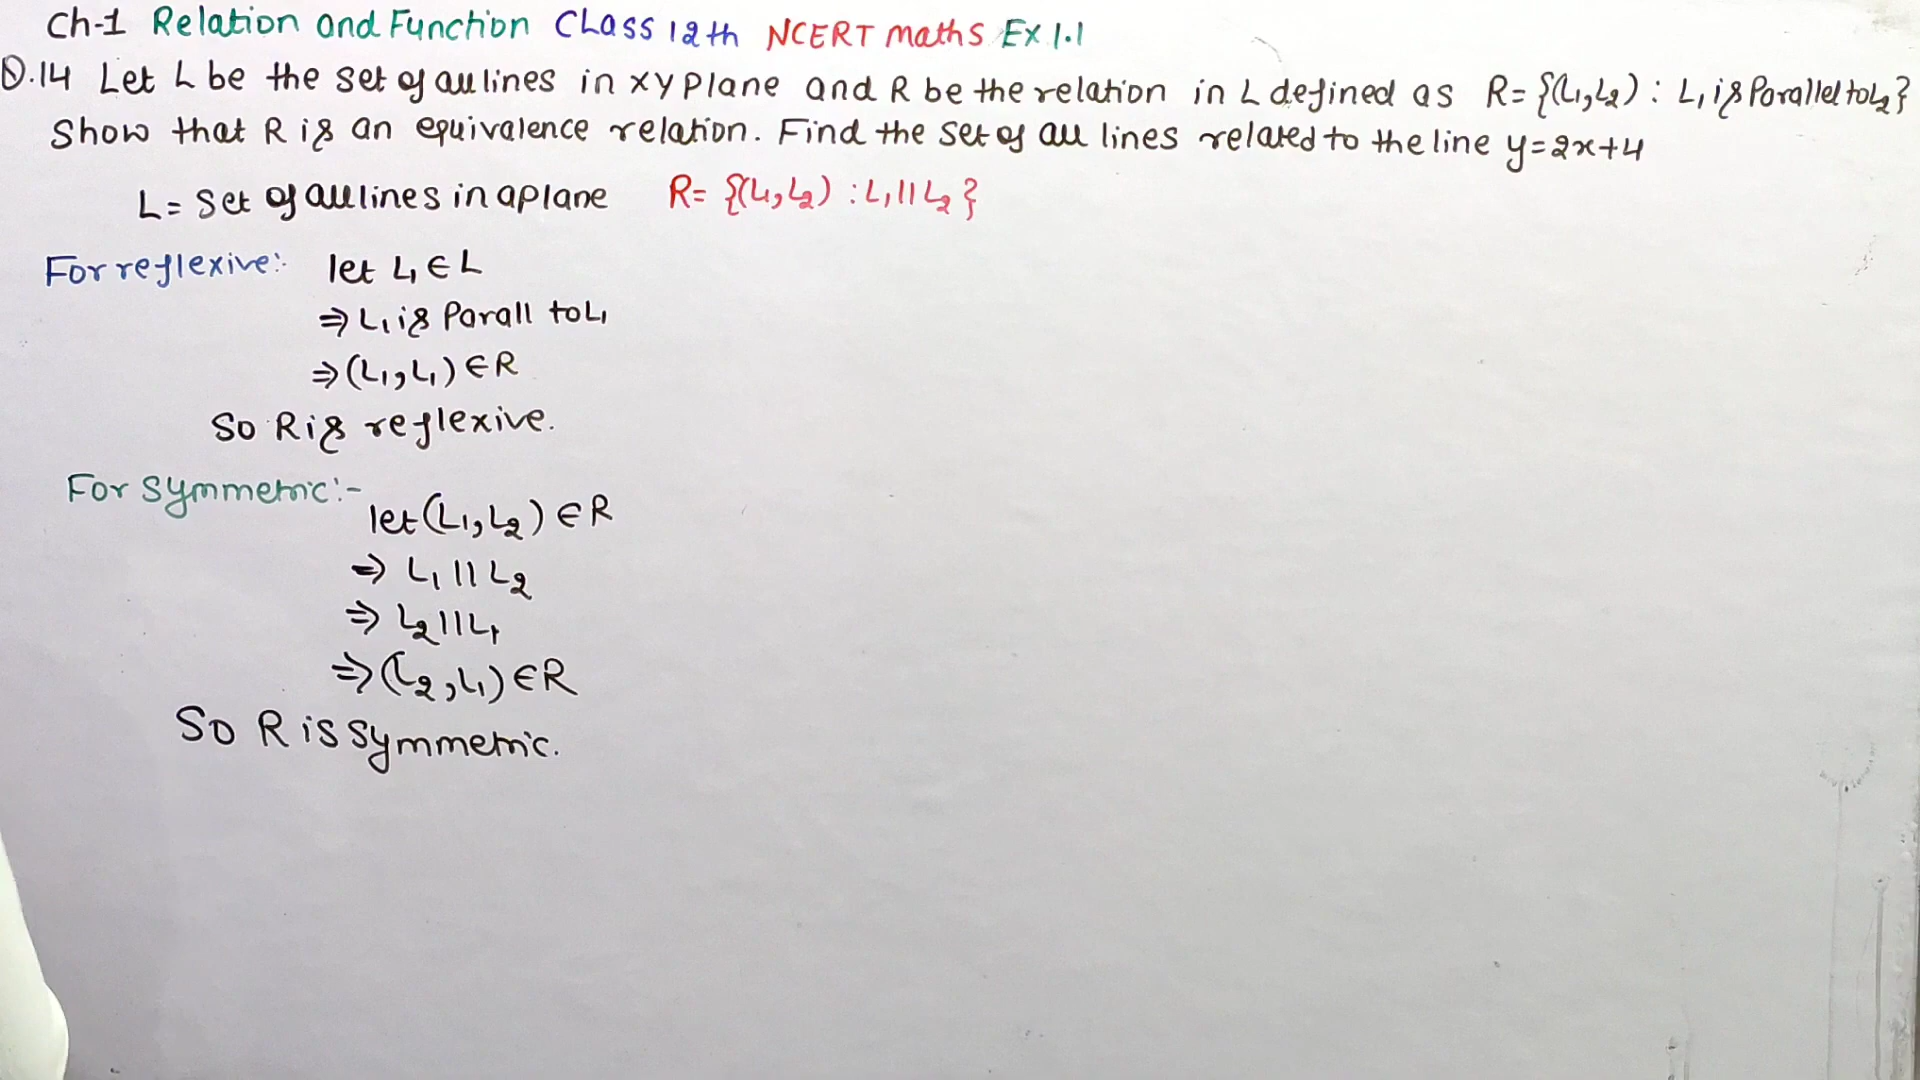 Ch-1 Relation and Function Class 12th NCERT maths Ex 1.1
Q.14 Let L be the set of all lines in xy plane and R be the relation in L defined as R={(L₁,L₂) : L₁ is Parallel to L₂}
Show that R is an equivalence relation. Find the set of all lines related to the line y=2x+4
L= Set of all lines in a plane R= {(L₁,L₂) : L₁ || L₂}
For reflexive:- let L₁ ∈ L
⇒ L₁ is Parall to L₁
⇒ (L₁,L₁) ∈ R
So R is reflexive.
For Symmetric:-
let (L₁,L₂) ∈ R
⇒ L₁ || L₂
⇒ L₂ || L₁
⇒ (L₂,L₁) ∈ R
So R is Symmetric.